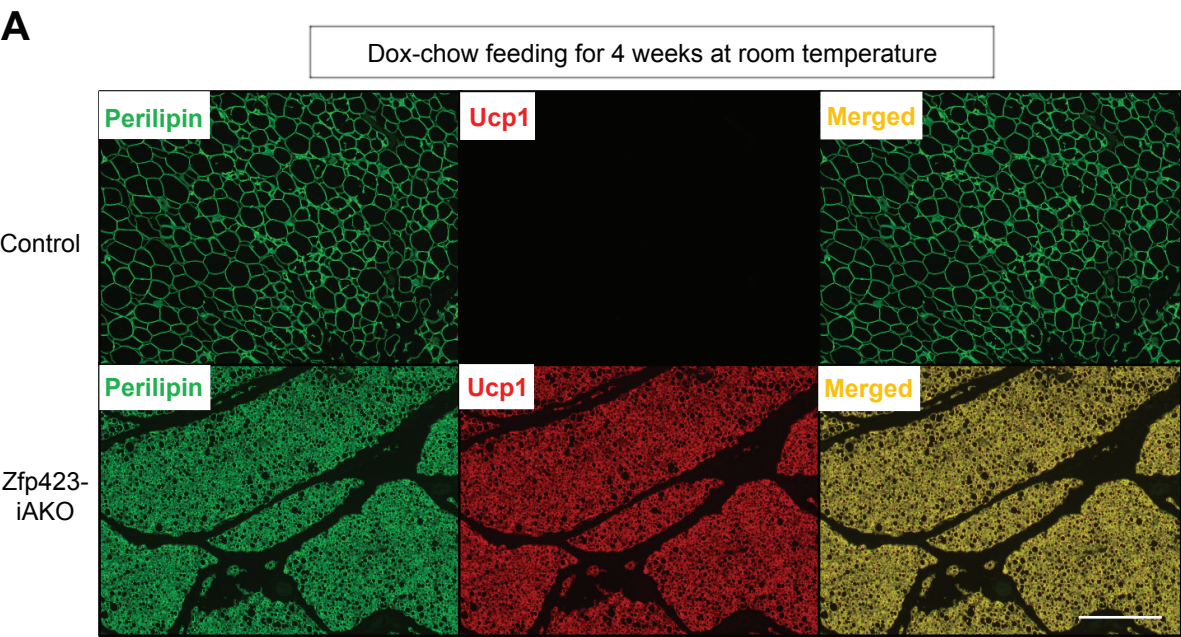 A
Dox-chow feeding for 4 weeks at room temperature
Perilipin
Ucp1
Merged
Control
Perilipin
Ucp1
Merged
Zfp423-
iAKO